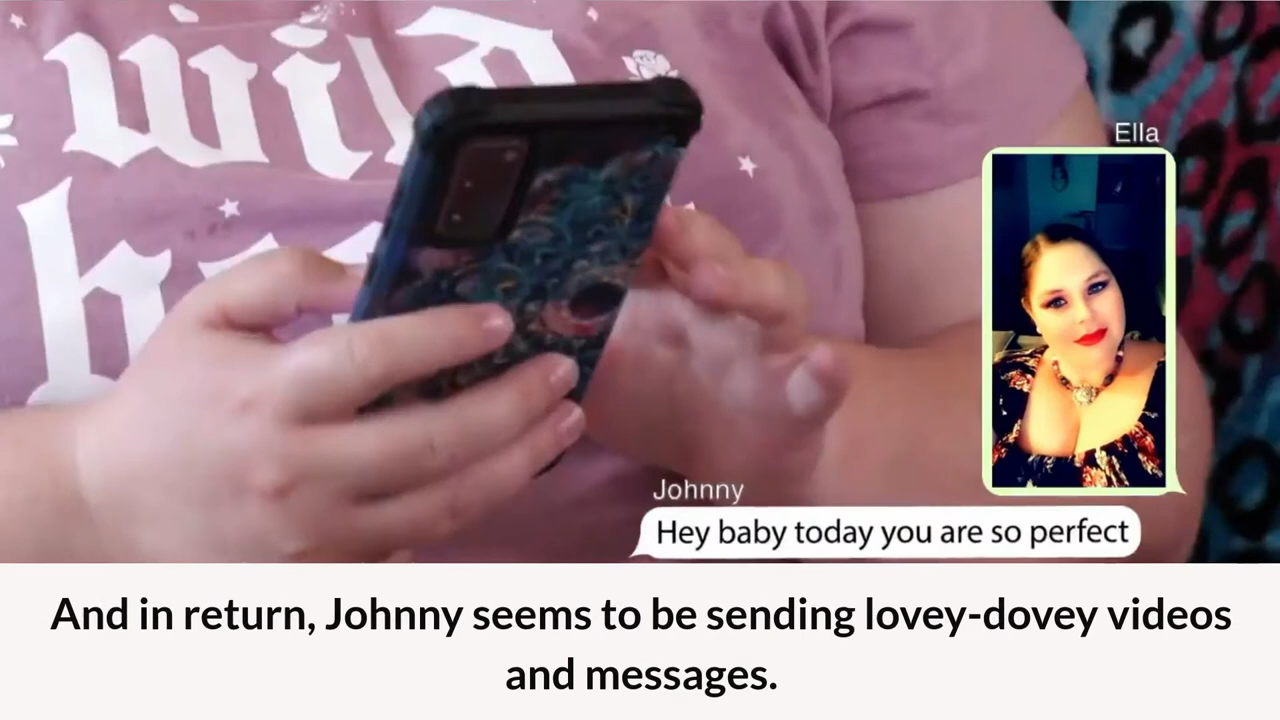 wild
Ella
Johnny
Hey baby today you are so perfect
And in return, Johnny seems to be sending lovey-dovey videos
and messages.